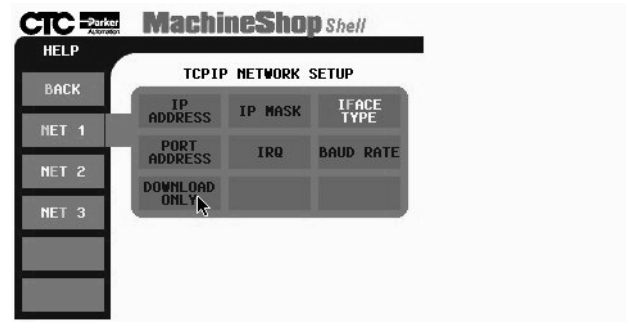 CTC Parker
Automation
MachineShop Shell
HELP
TCPIP NETWORK SETUP
BACK
NET 1
NET 2
NET 3
IP
ADDRESS
IP MASK
IFACE
TYPE
PORT
ADDRESS
IRQ
BAUD RATE
DOWNLOAD
ONLY